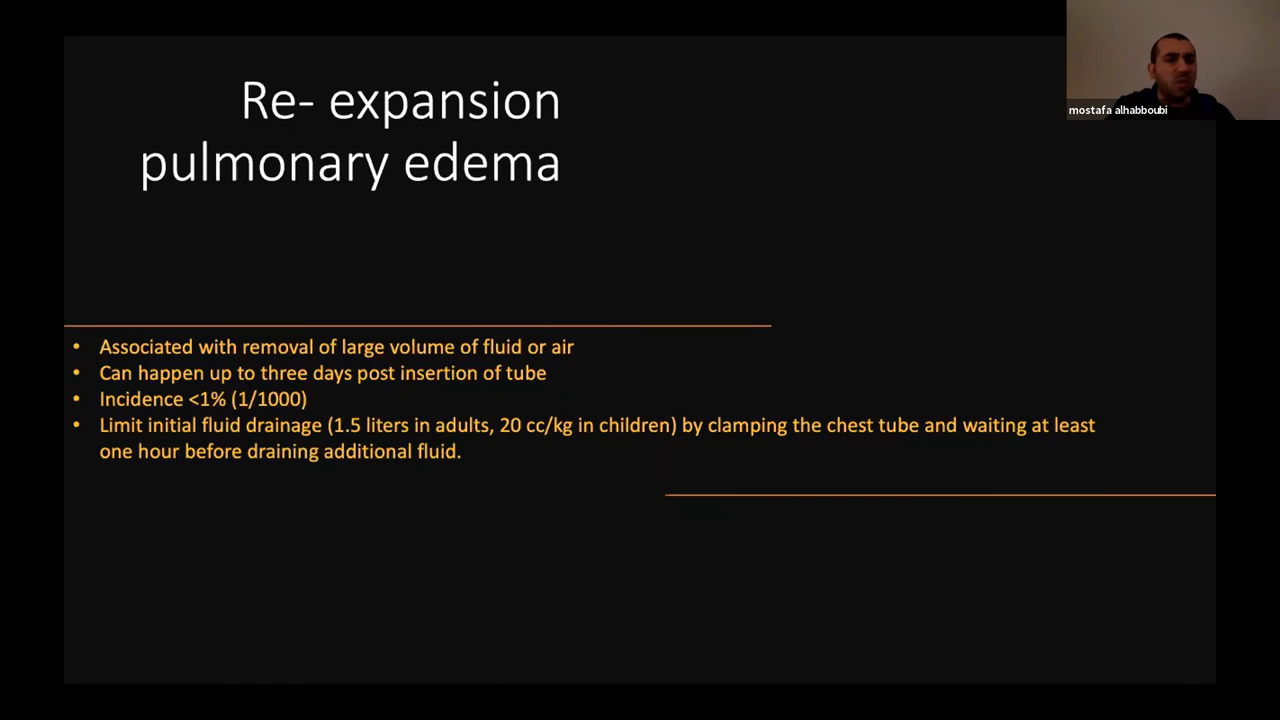 Re- expansion
pulmonary edema
mostafa alhabboubi
• Associated with removal of large volume of fluid or air
• Can happen up to three days post insertion of tube
• Incidence <1% (1/1000)
• Limit initial fluid drainage (1.5 liters in adults, 20 cc/kg in children) by clamping the chest tube and waiting at least
one hour before draining additional fluid.